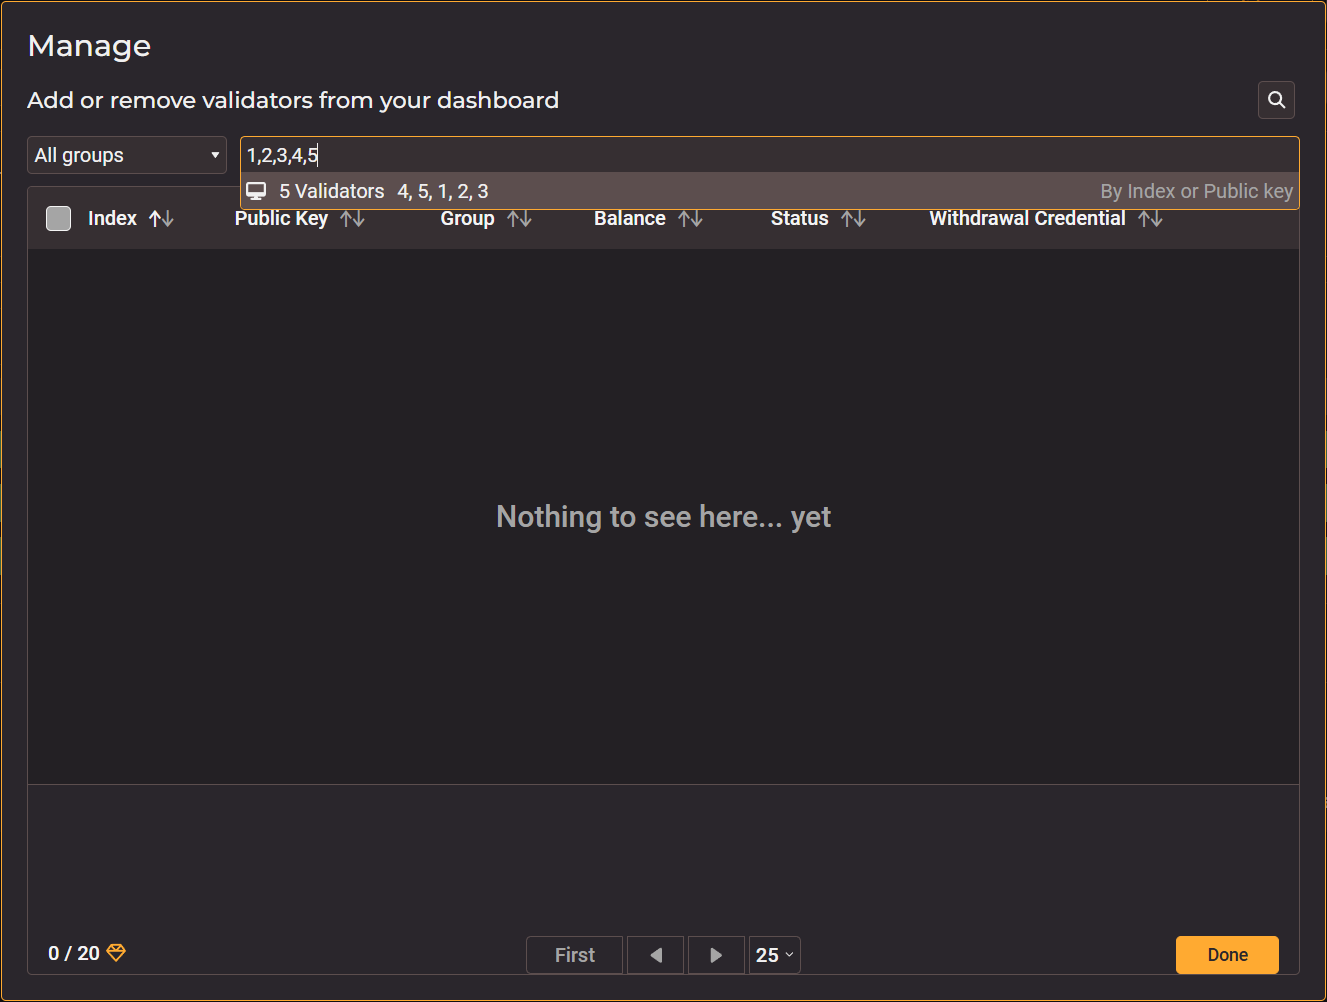 Manage
Add or remove validators from your dashboard
All groups
1,2,3,4,5
5 Validators 4, 5, 1, 2, 3 By Index or Public key
Index Public Key Group Balance Status Withdrawal Credential
Nothing to see here... yet
0 / 20 First 25 Done